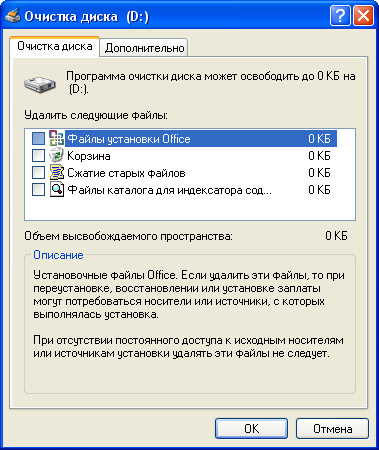 Очистка диска (D:)
Очистка диска
Дополнительно
Программа очистки диска может освободить до 0 КБ на
(D:).
Удалить следующие файлы:
Файлы установки Office 0 КБ
Корзина 0 КБ
Сжатие старых файлов 0 КБ
Файлы каталога для индексатора сод... 0 КБ
Объем высвобождаемого пространства: 0 КБ
Описание
Установочные файлы Office. Если удалить эти файлы, то при
переустановке, восстановлении или установке заплаты
могут потребоваться носители или источники, с которых
выполнялась установка.
При отсутствии постоянного доступа к исходным носителям
или источникам установки удалять эти файлы не следует.
OK
Отмена